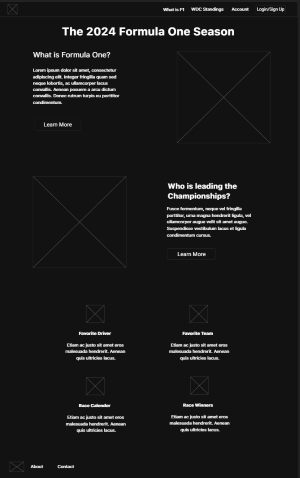 What is F1 WDC Standings Account Login/Sign Up
The 2024 Formula One Season
What is Formula One?
Lorem ipsum dolor sit amet, consectetur
adipiscing elit. Integer fringilla quam sed
neque lobortis, ac ullamcorper lacus
convallis. Aenean posuere a arcu dictum
convallis. Donec rutrum turpis eu porttitor
condimentum.
Learn More
Who is leading the
Championships?
Fusce fermentum, neque vel fringilla
porttitor, urna magna hendrerit ligula, vel
ullamcorper augue velit sit amet augue.
Suspendisse vestibulum lacus et ligula
condimentum cursus.
Learn More
Favorite Driver
Etiam ac justo sit amet eros
malesuada hendrerit. Aenean
quis ultricies lacus.
Favorite Team
Etiam ac justo sit amet eros
malesuada hendrerit. Aenean
quis ultricies lacus.
Race Calender
Etiam ac justo sit amet eros
malesuada hendrerit. Aenean
quis ultricies lacus.
Race Winners
Etiam ac justo sit amet eros
malesuada hendrerit. Aenean
quis ultricies lacus.
About Contact